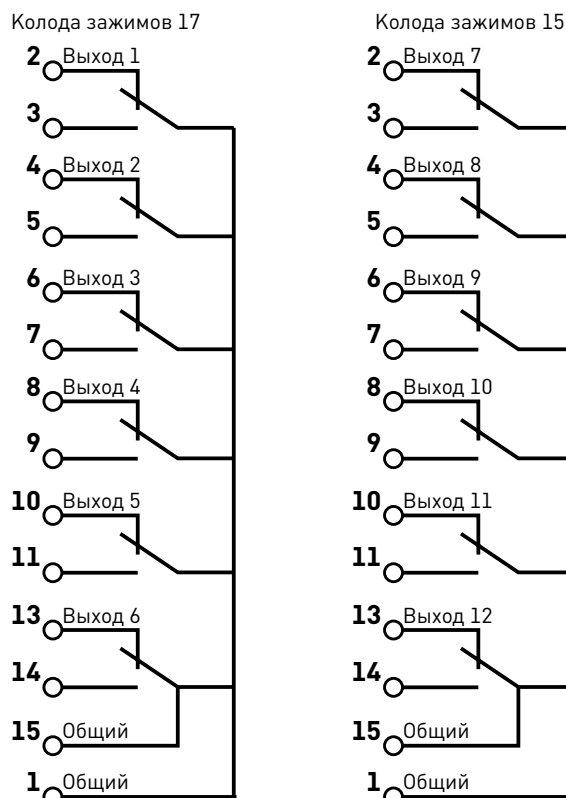 Колода зажимов 17
2 Выход 1
3
4 Выход 2
5
6 Выход 3
7
8 Выход 4
9
10 Выход 5
11
13 Выход 6
14
15 Общий
1 Общий
Колода зажимов 15
2 Выход 7
3
4 Выход 8
5
6 Выход 9
7
8 Выход 10
9
10 Выход 11
11
13 Выход 12
14
15 Общий
1 Общий